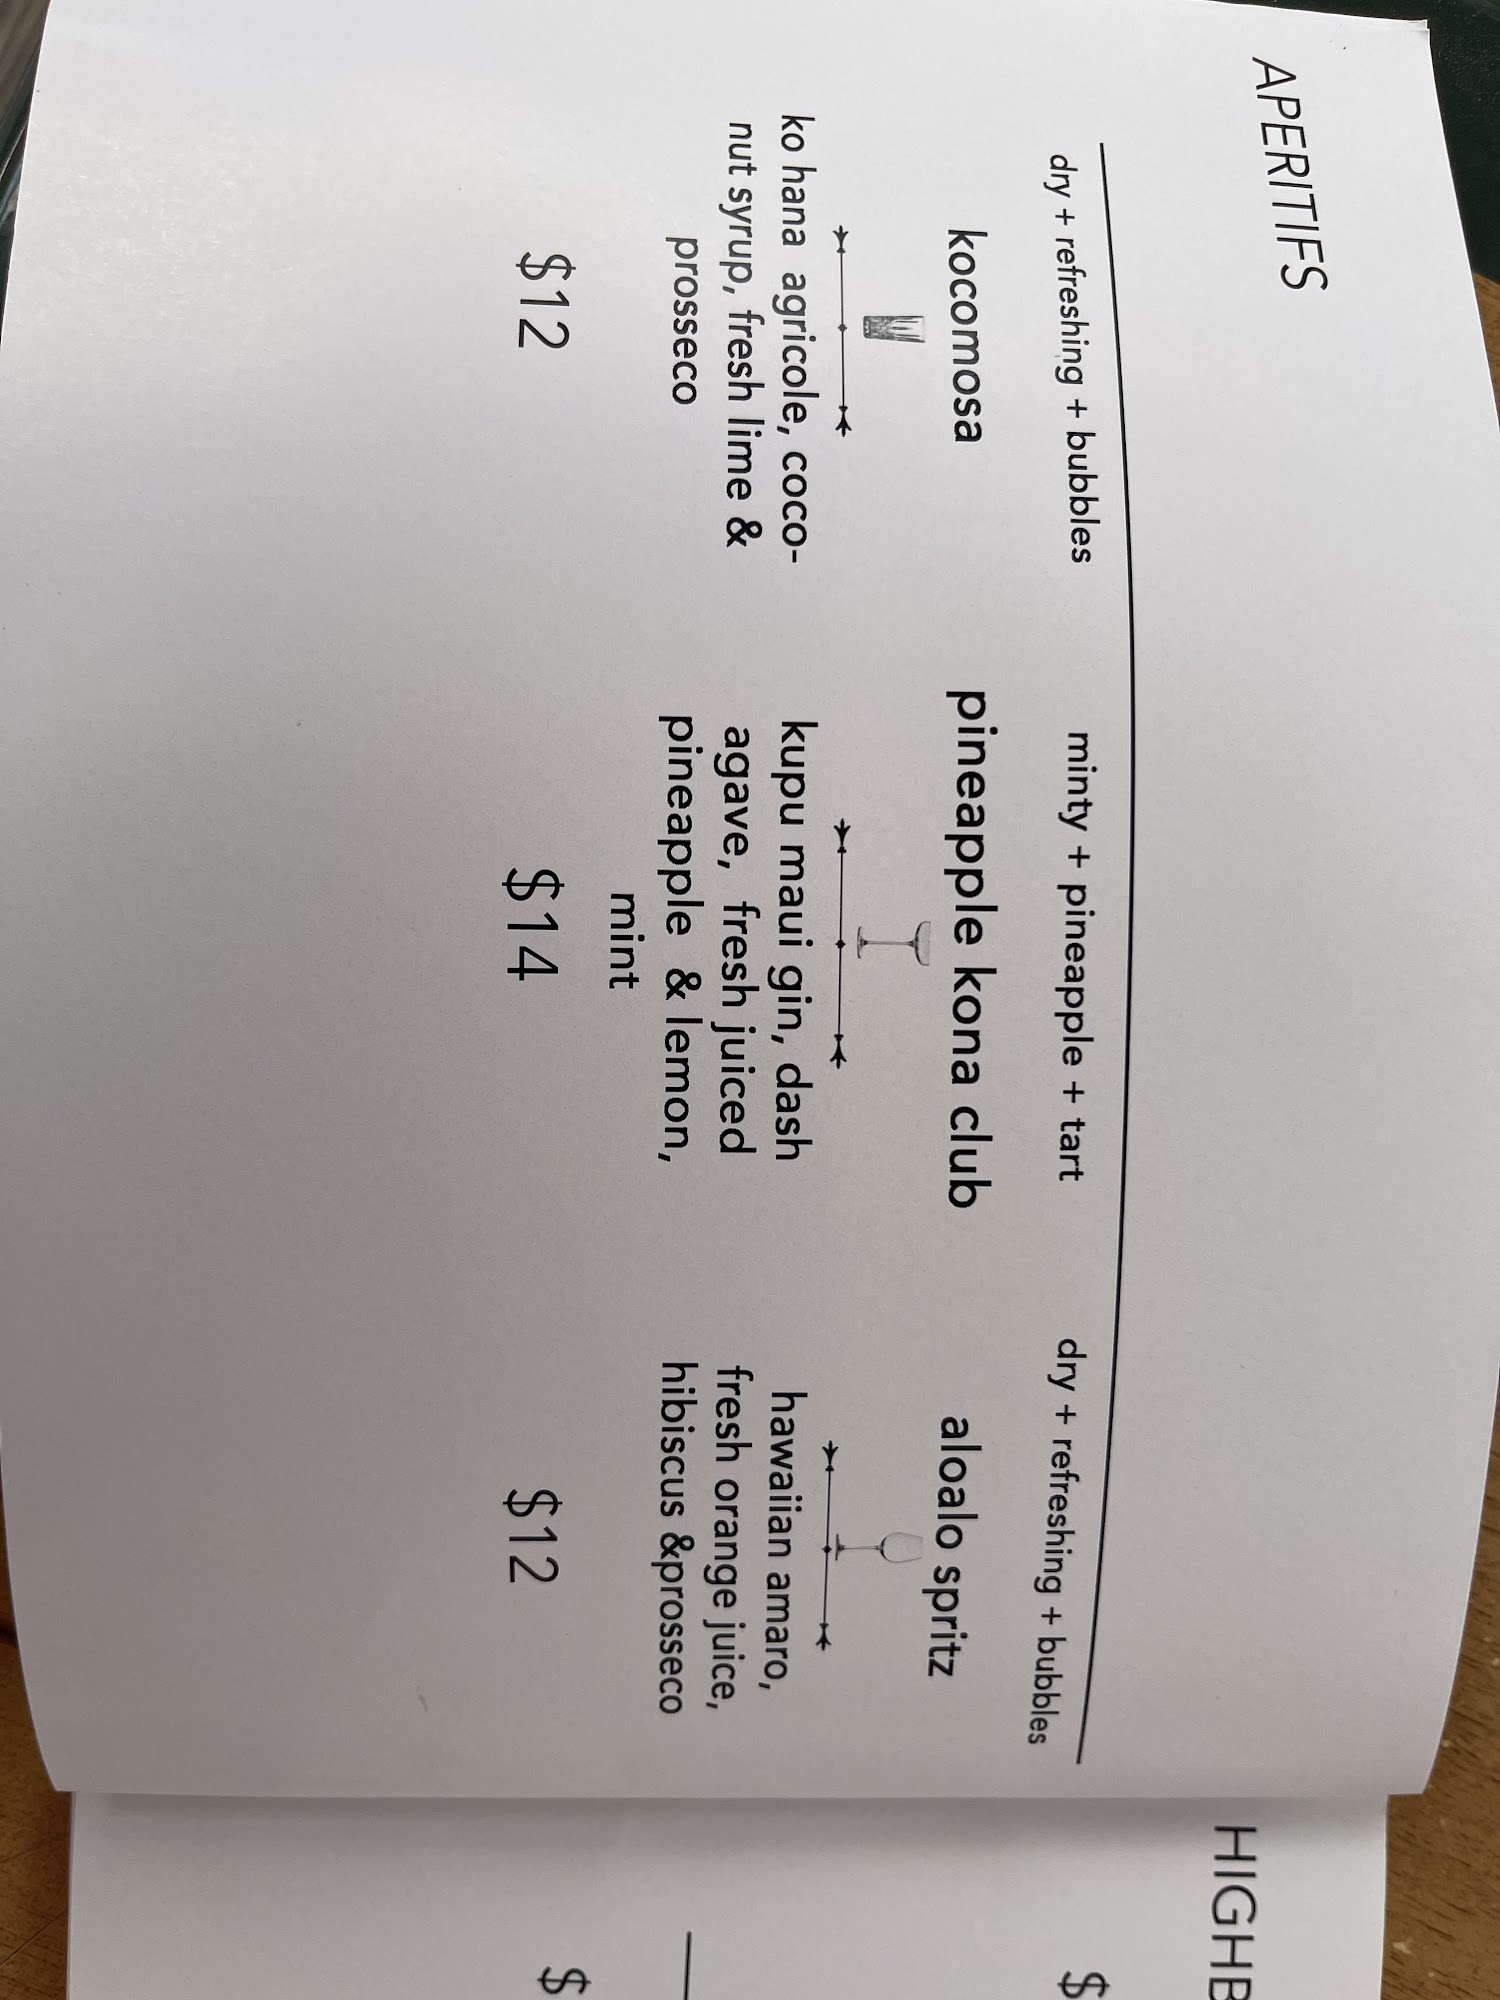 APERITIFS
dry + refreshing + bubbles
kocomosa
ko hana agricole, coco-
nut syrup, fresh lime &
prosseco
$12
minty + pineapple + tart
pineapple kona club
kupu maui gin, dash
agave, fresh juiced
pineapple & lemon,
mint
$14
dry + refreshing + bubbles
aloalo spritz
hawaiian amaro,
fresh orange juice,
hibiscus &prosseco
$12
HIGHB
$
$